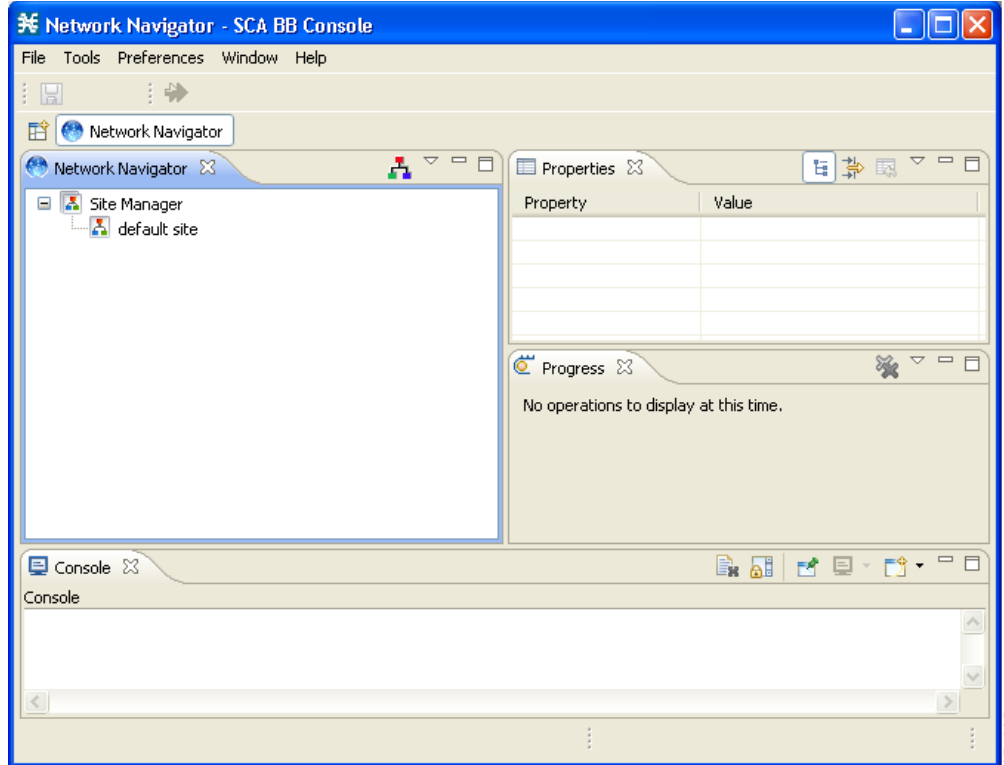 Network Navigator - SCA BB Console
File Tools Preferences Window Help
Network Navigator
Network Navigator
Site Manager
default site
Properties
Property Value
Progress
No operations to display at this time.
Console
Console